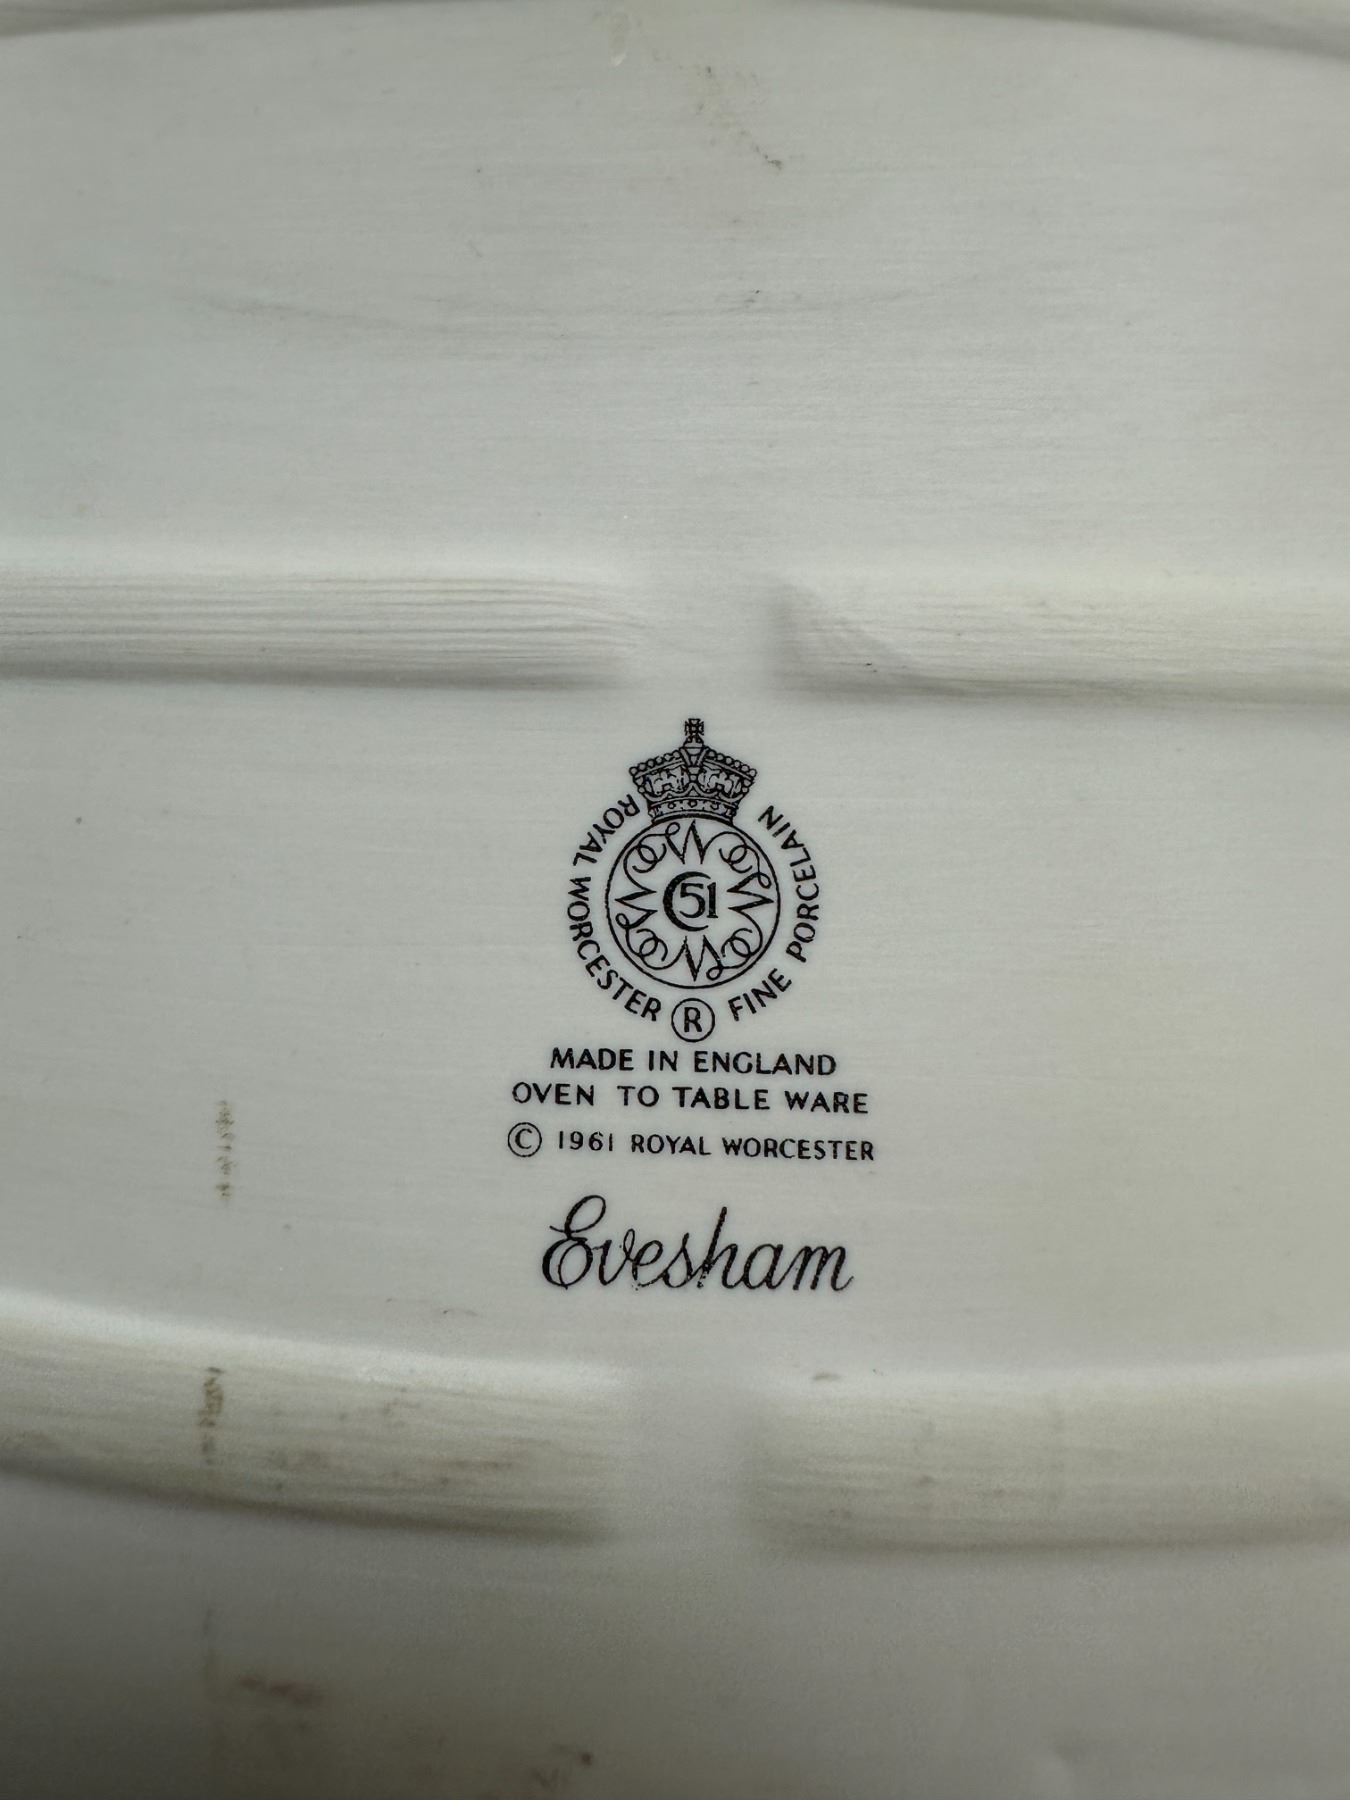 ROYAL WORCESTER ® FINE PORCELAIN
51
MADE IN ENGLAND
OVEN TO TABLE WARE
© 1961 ROYAL WORCESTER
Evesham